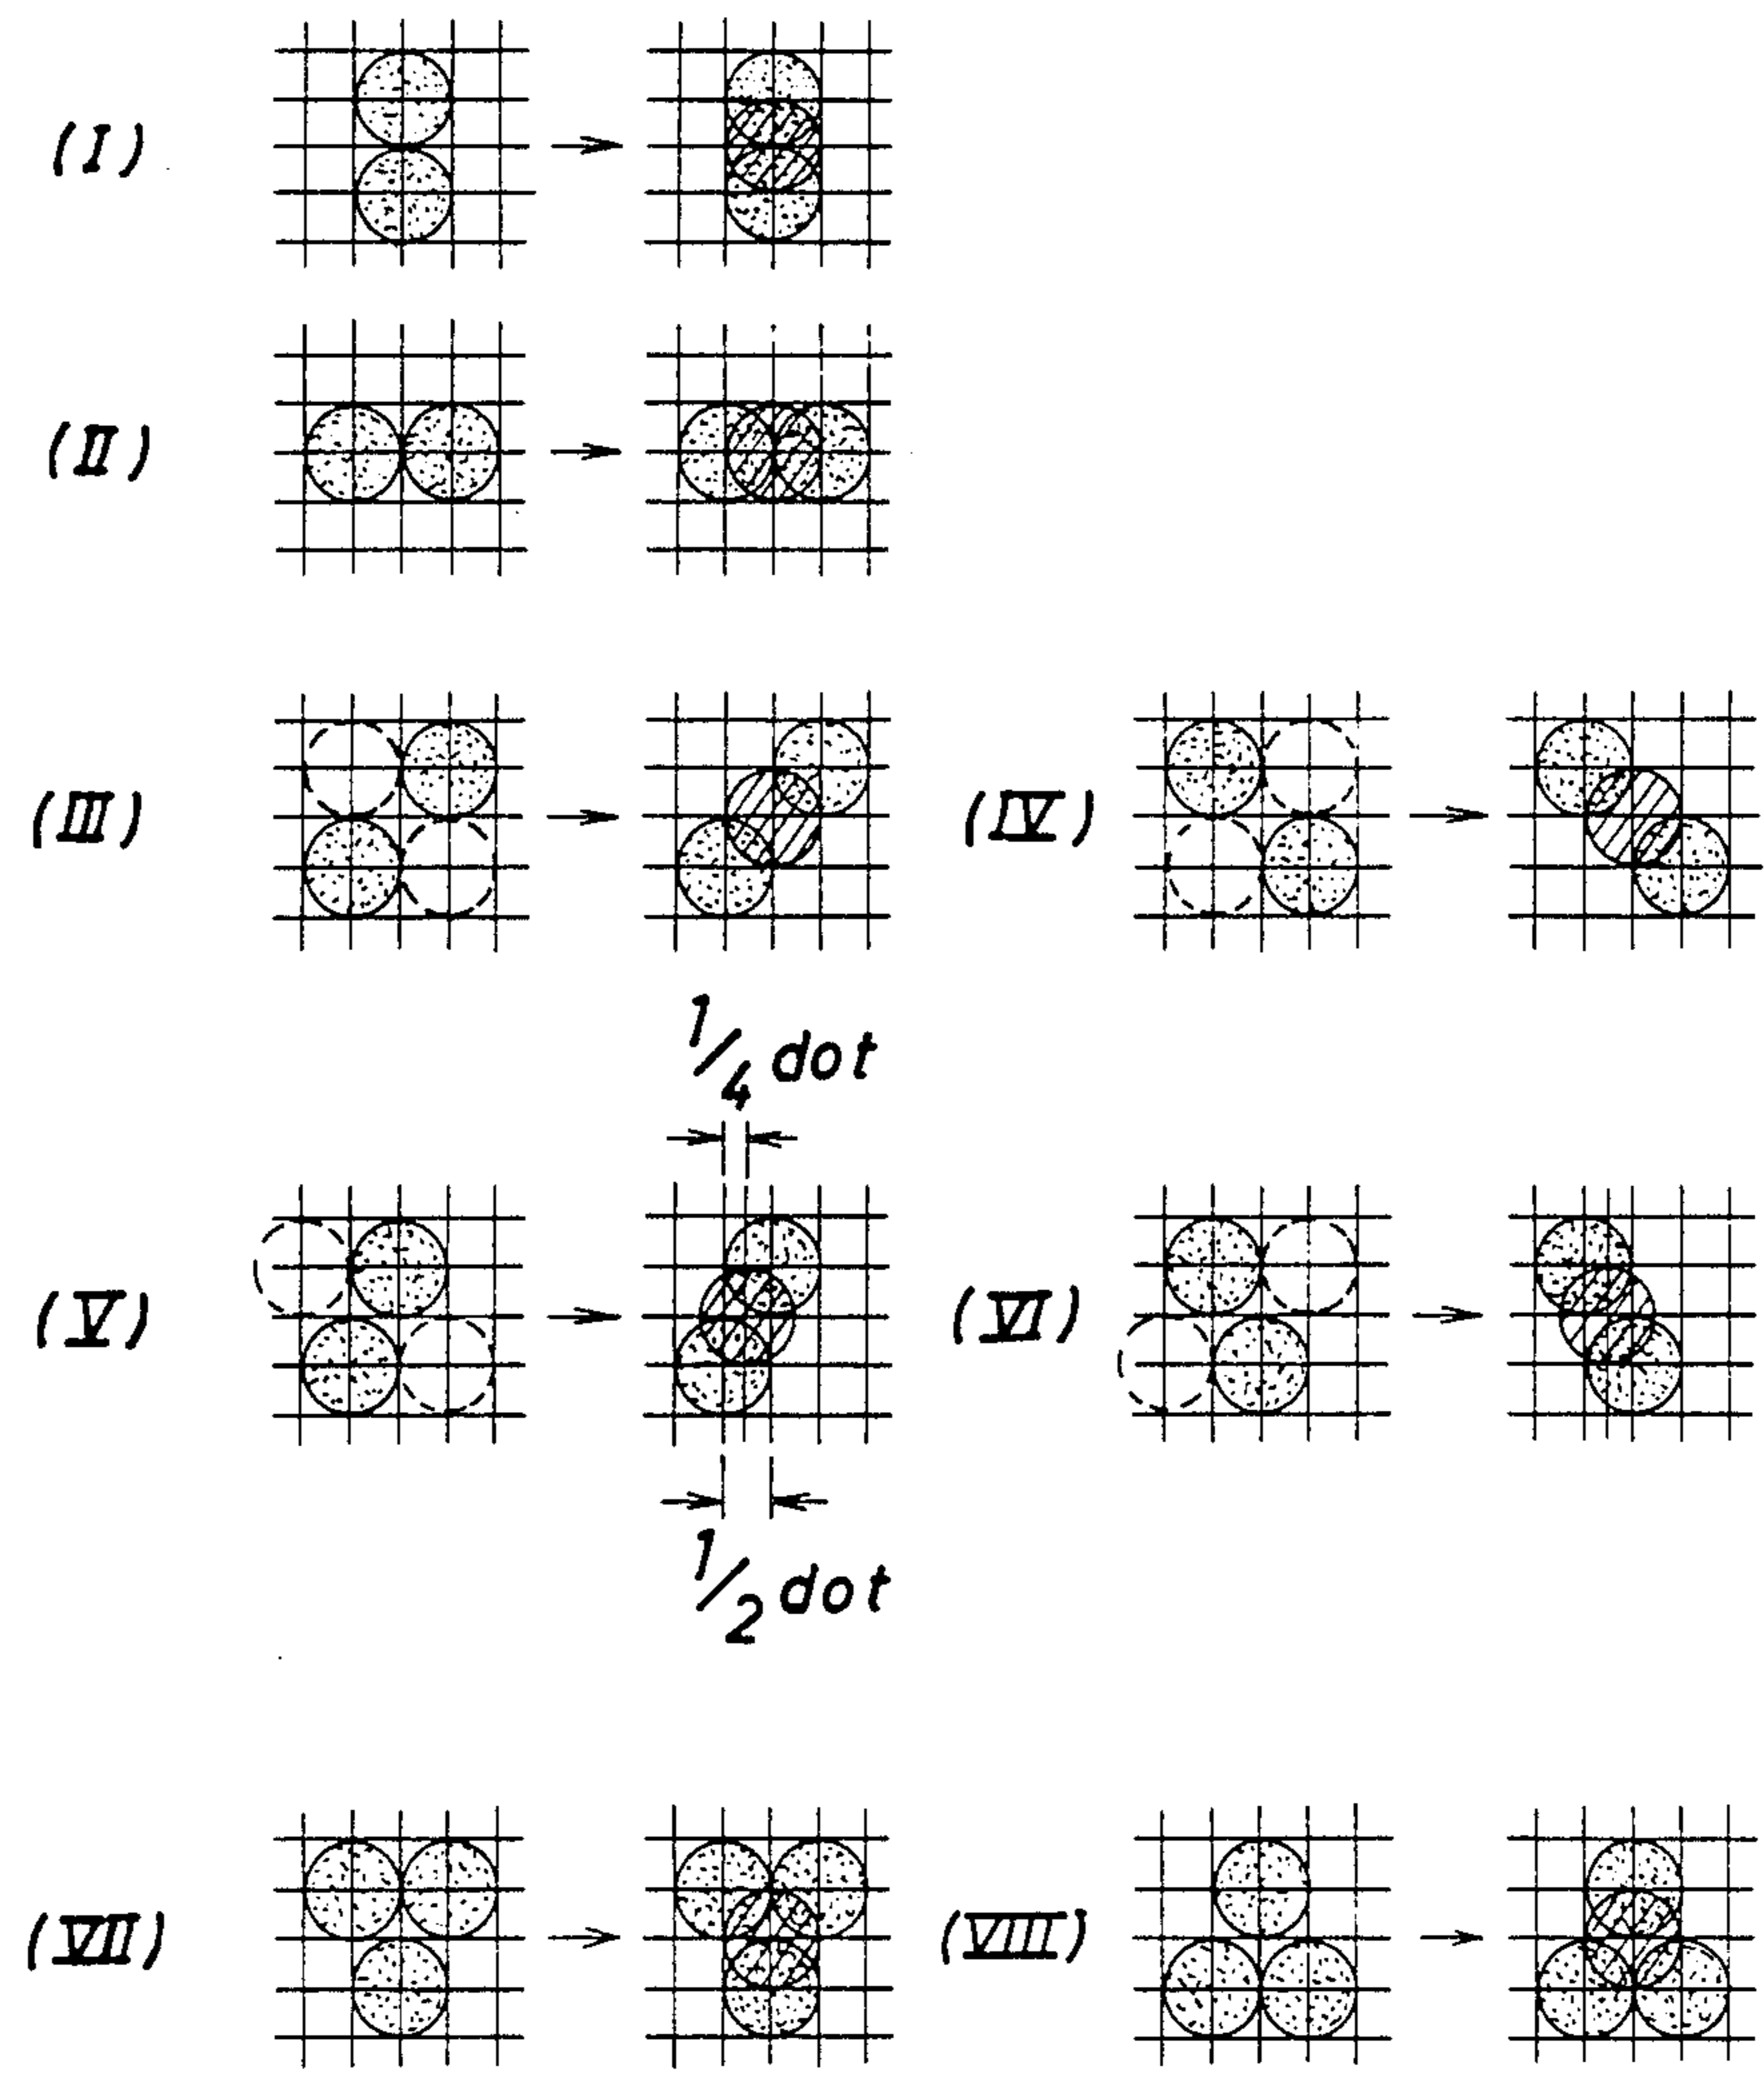 (I)
(II)
(III) (IV)
1/4 dot
(V) (VI)
1/2 dot
(VII) (VIII)